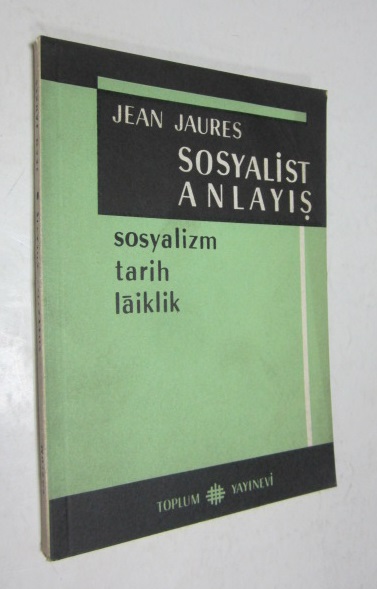 JEAN JAURES
SOSYALİST
ANLAYIŞ
sosyalizm
tarih
lâiklik
TOPLUM YAYINEVİ